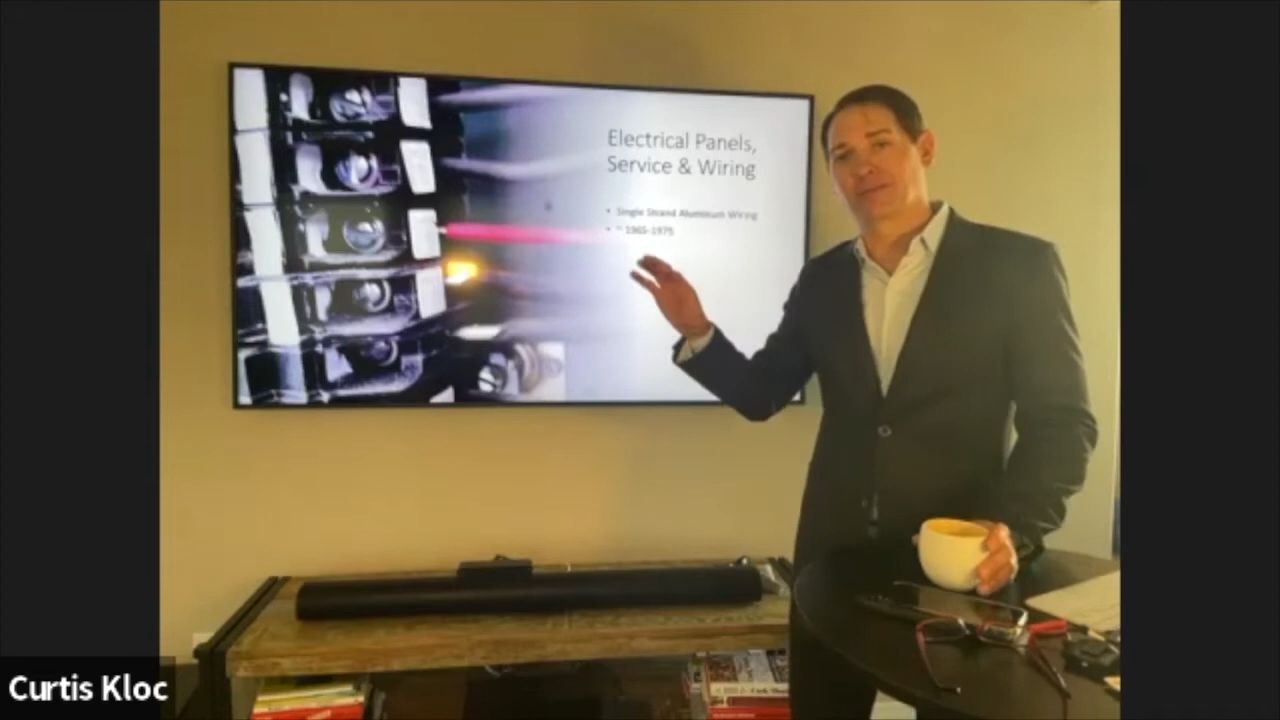 Electrical Panels,
Service & Wiring
• Single Strand Aluminum Wiring
• ~ 1965-1975
Curtis Kloc